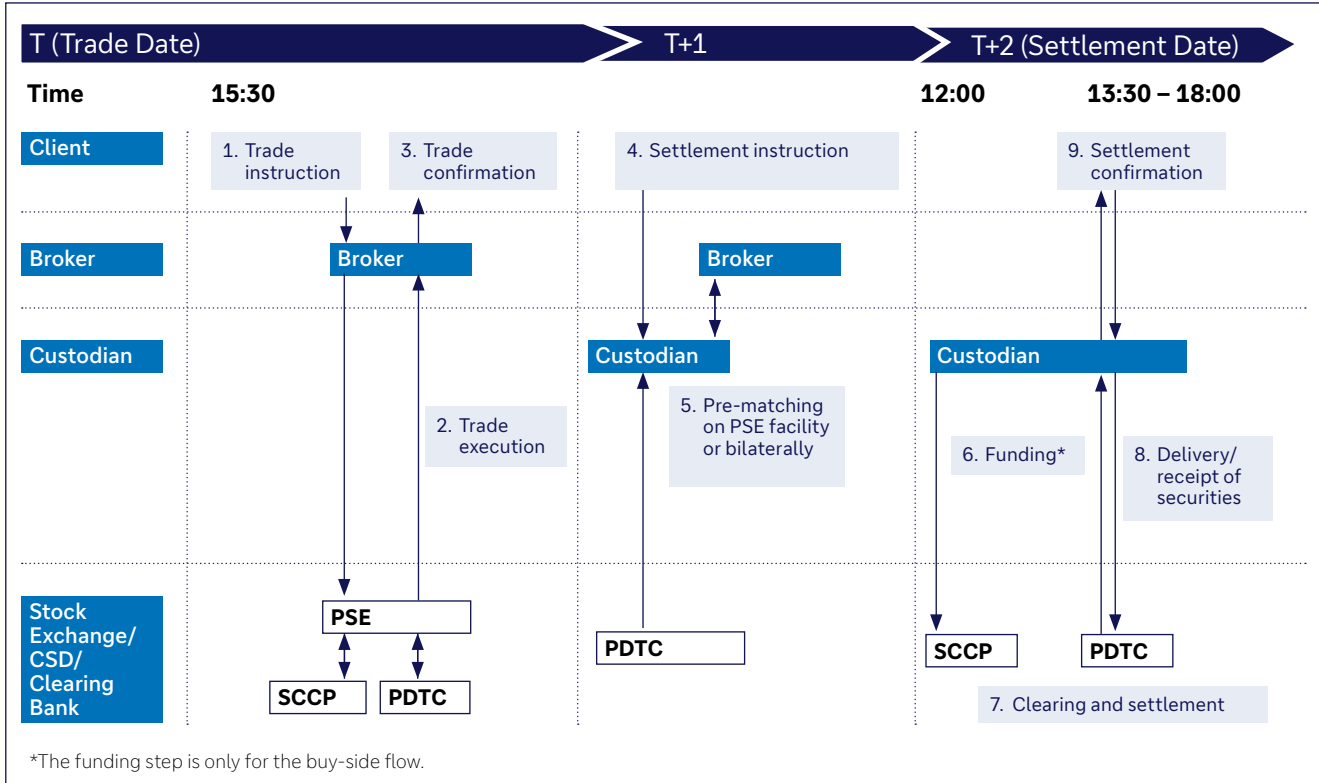 T (Trade Date)
T+1
T+2 (Settlement Date)
Time
15:30
12:00
13:30 – 18:00
Client
1. Trade
instruction
3. Trade
confirmation
4. Settlement instruction
9. Settlement
confirmation
Broker
Broker
Broker
Custodian
Custodian
Custodian
2. Trade
execution
5. Pre-matching
on PSE facility
or bilaterally
6. Funding*
8. Delivery/
receipt of
securities
Stock
Exchange/
CSD/
Clearing
Bank
PSE
SCCP
PDTC
PDTC
SCCP
PDTC
7. Clearing and settlement
*The funding step is only for the buy-side flow.